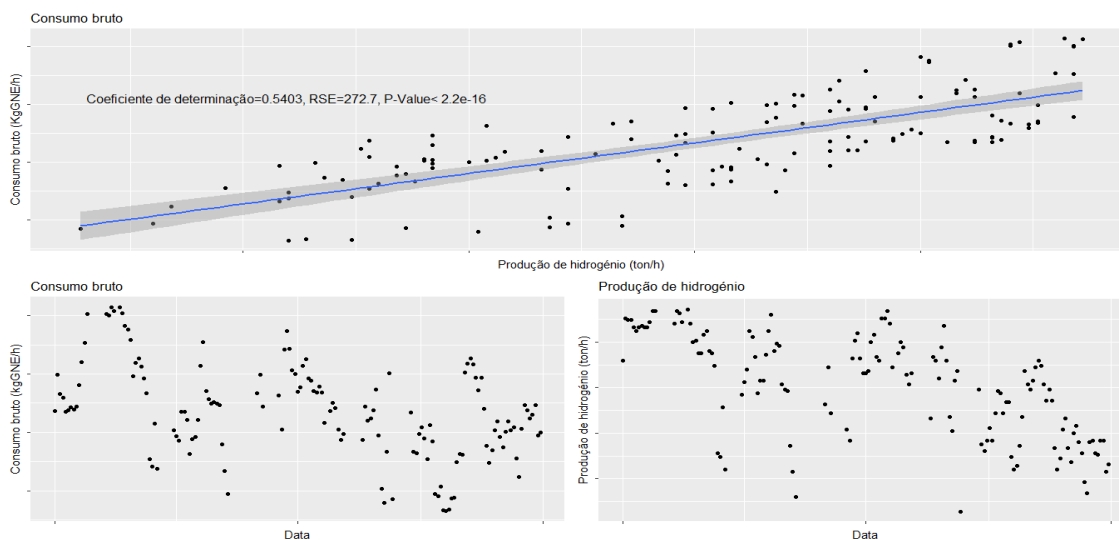 Consumo bruto
Consumo bruto (KgGNE/h)
Coeficiente de determinação=0.5403, RSE=272.7, P-Value< 2.2e-16
Produção de hidrogénio (ton/h)
Consumo bruto
Consumo bruto (kgGNE/h)
Data
Produção de hidrogénio
Produção de hidrogénio (ton/h)
Data